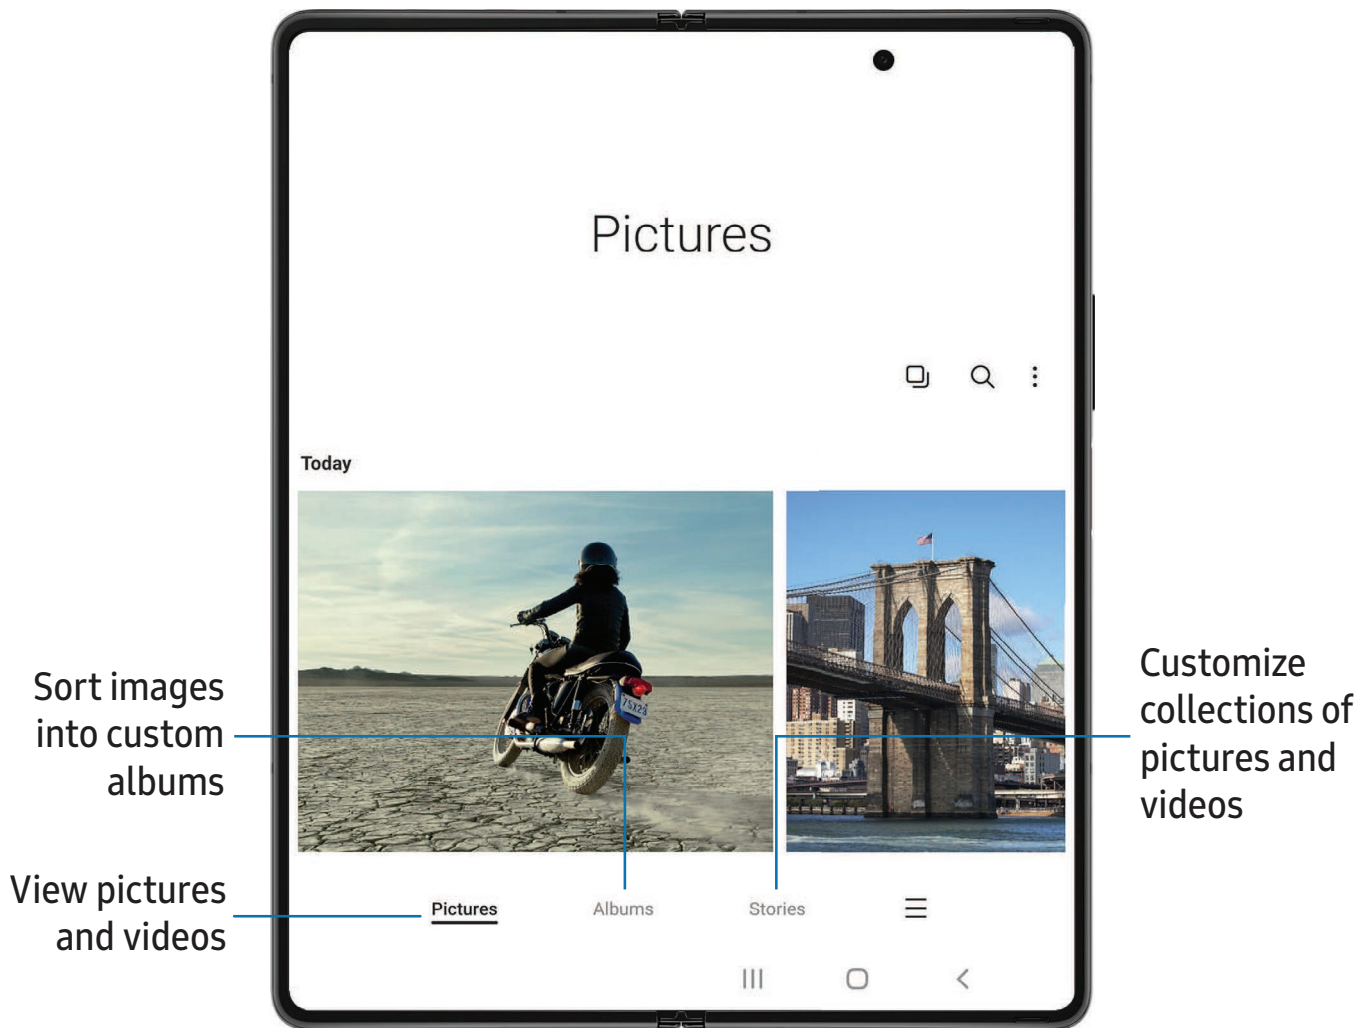 Pictures
Today
75X29
Sort images
into custom
albums
Customize
collections of
pictures and
videos
View pictures
and videos
Pictures
Albums
Stories